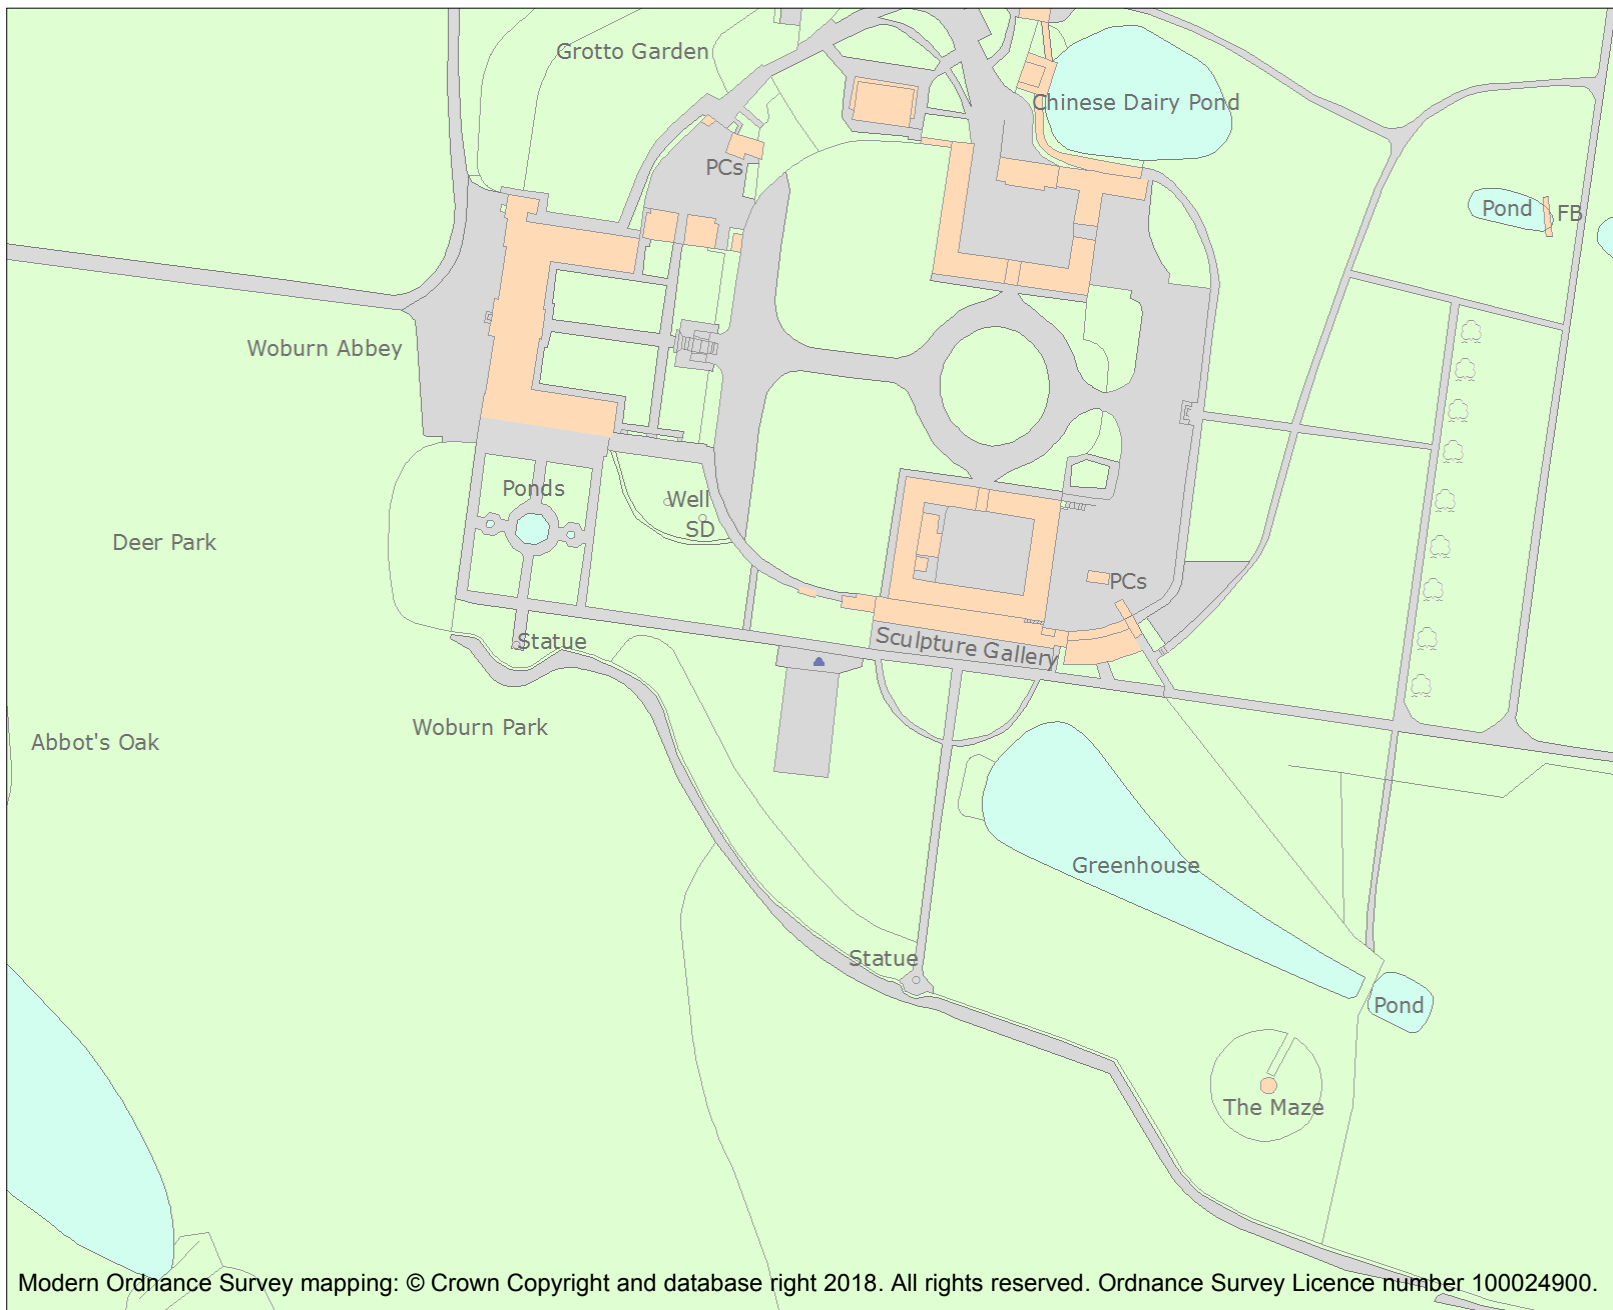 Grotto Garden
Chinese Dairy Pond
PCs
Pond
FB
Woburn Abbey
Ponds
Well
SD
Deer Park
PCs
Statue
Sculpture Gallery
Woburn Park
Abbot's Oak
Greenhouse
Statue
Pond
The Maze
Modern Ordnance Survey mapping: © Crown Copyright and database right 2018. All rights reserved. Ordnance Survey Licence number 100024900.